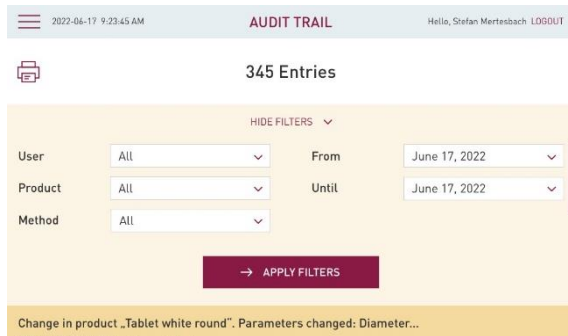 2022-06-17 9:23:45 AM AUDIT TRAIL Hello, Stefan Mertesbach LOGOUT
345 Entries
HIDE FILTERS
User All From June 17, 2022
Product All Until June 17, 2022
Method All
→ APPLY FILTERS
Change in product „Tablet white round“. Parameters changed: Diameter...